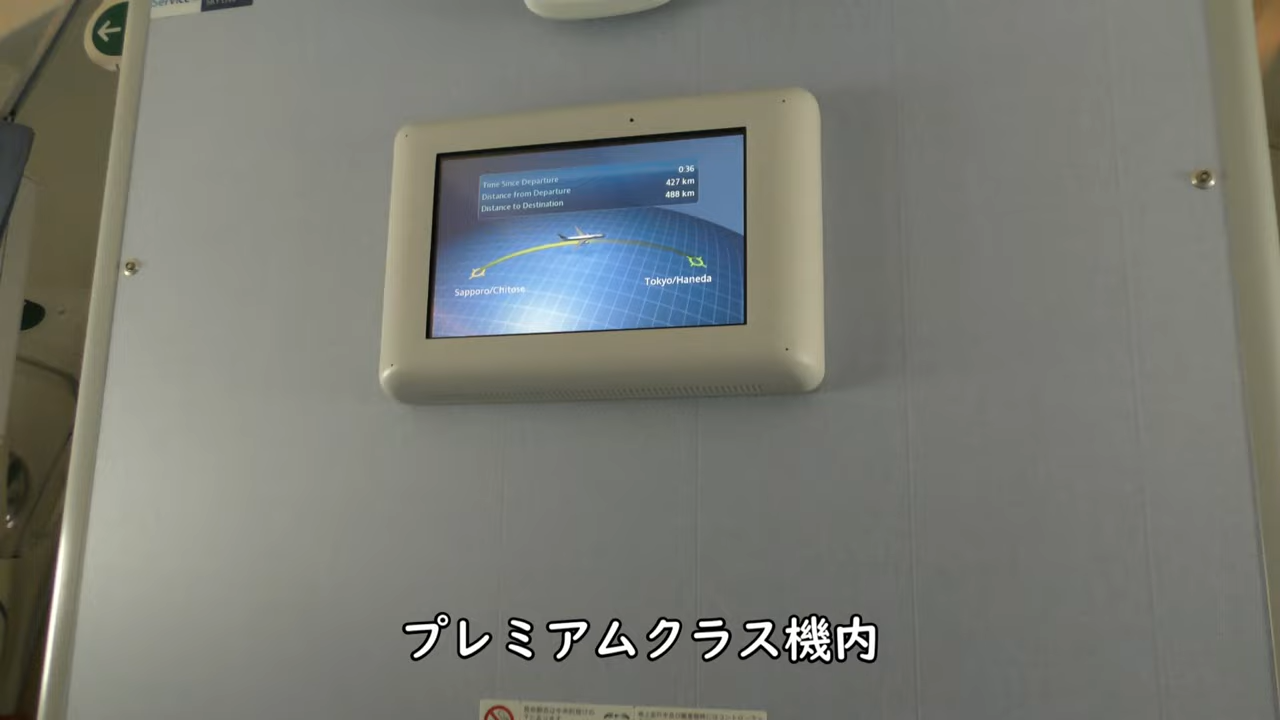 Service
Time Since Departure 0:36
Distance from Departure 427 km
Distance to Destination 488 km
Sapporo/Chitose
Tokyo/Haneda
プレミアムクラス機内